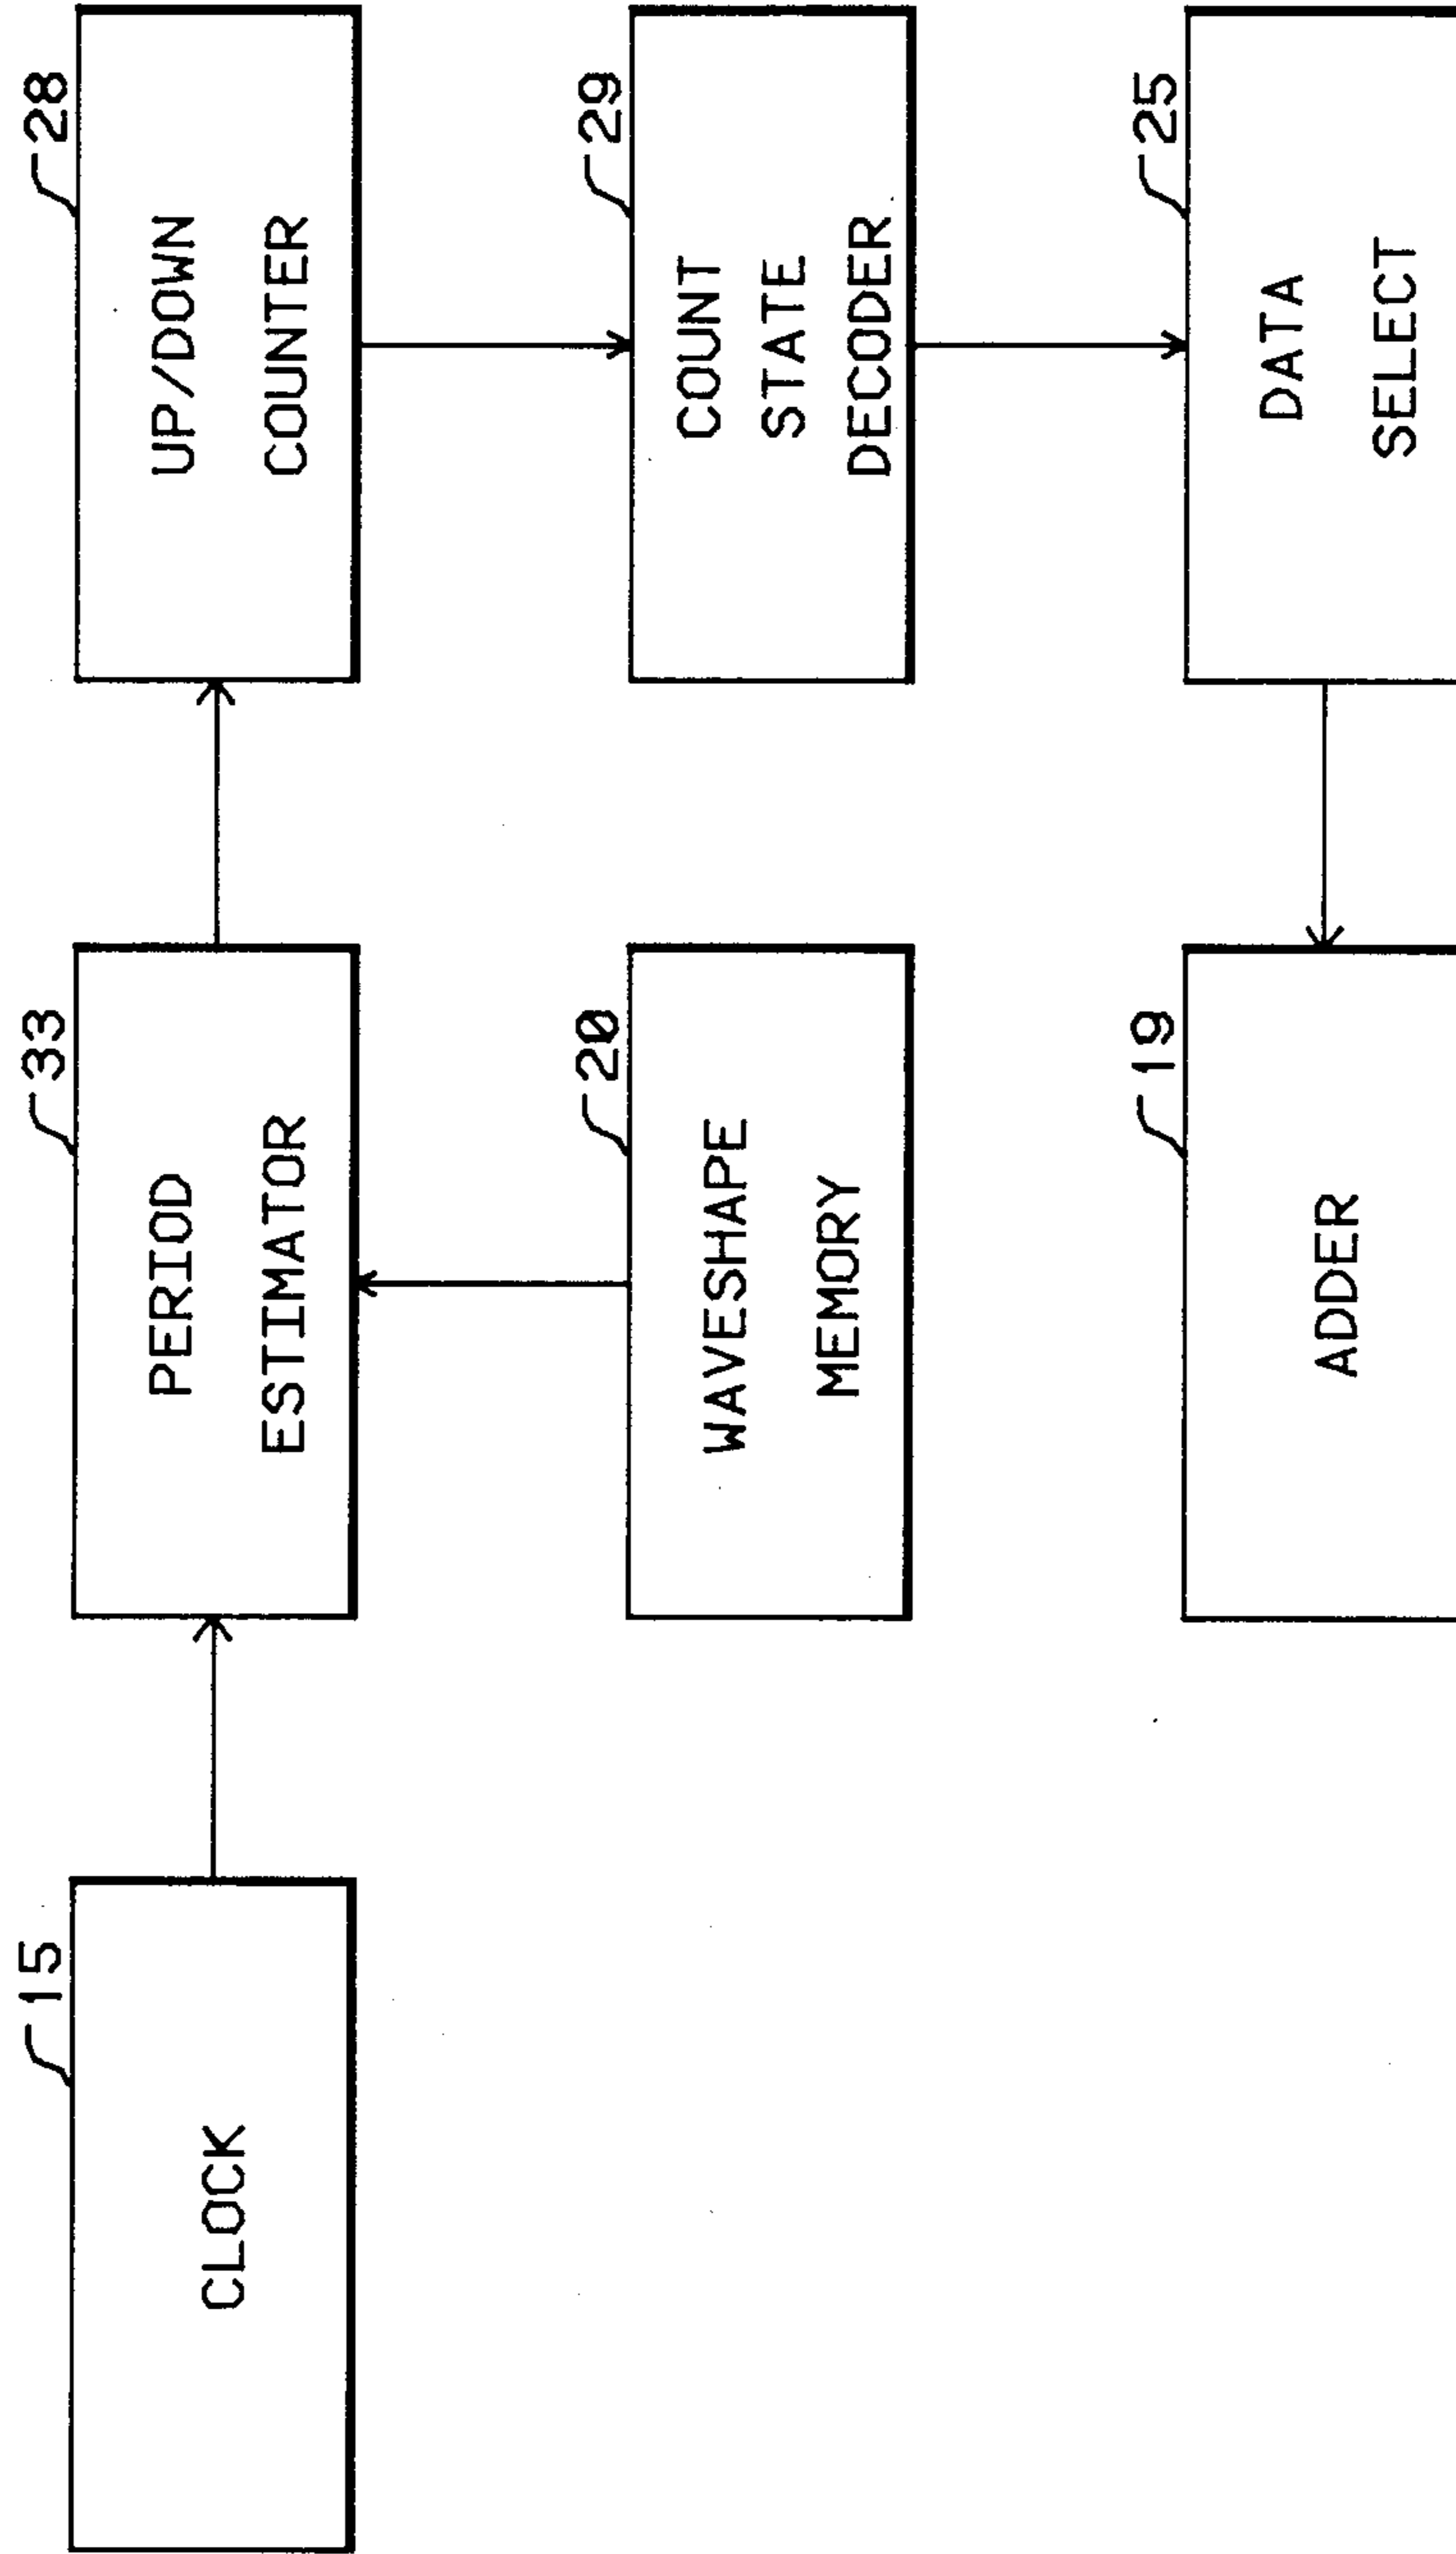 15
CLOCK
33
PERIOD
ESTIMATOR
28
UP/DOWN
COUNTER
20
WAVESHAPE
MEMORY
29
COUNT
STATE
DECODER
19
ADDER
25
DATA
SELECT